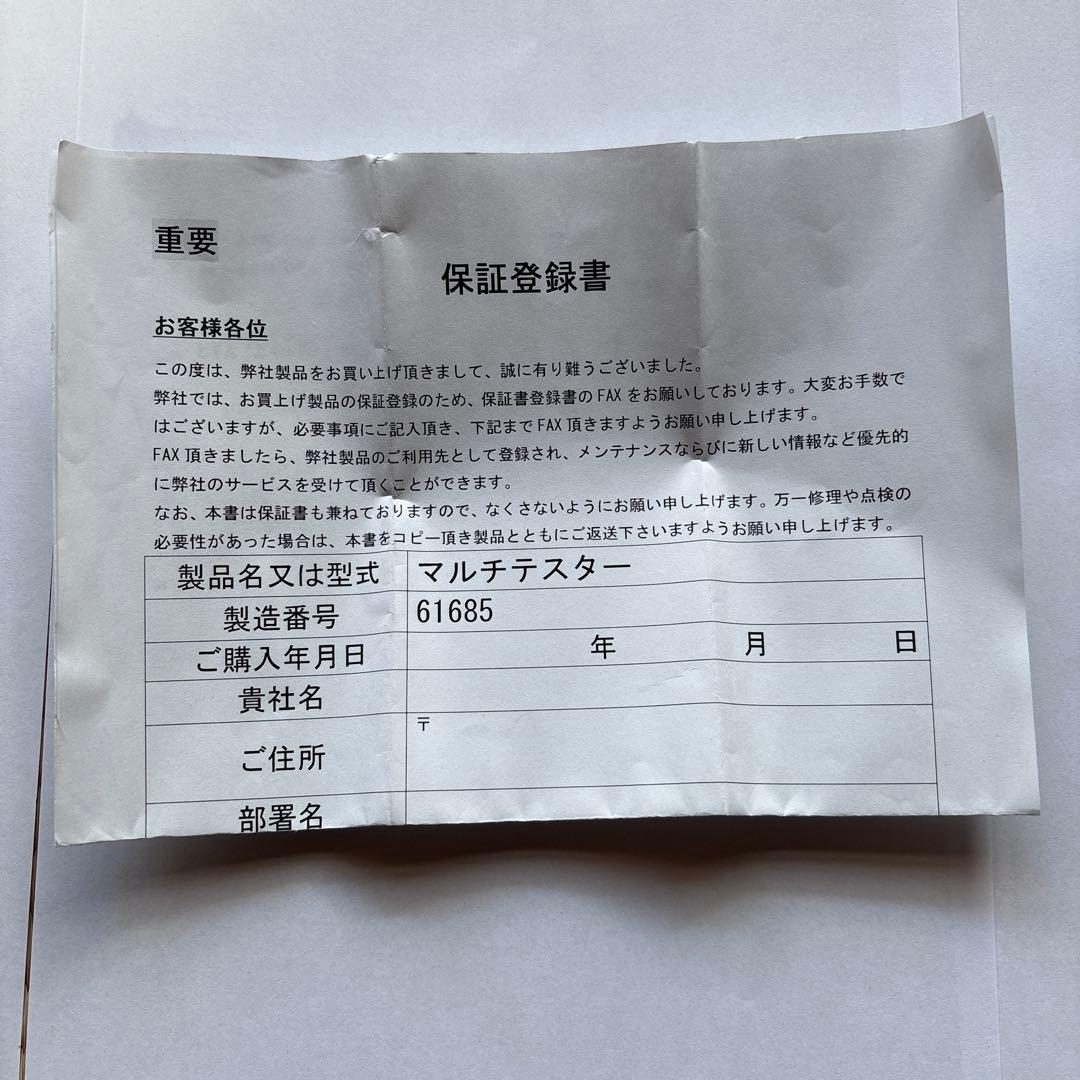 重要
保証登録書
お客様各位
この度は、弊社製品をお買い上げ頂きまして、誠に有り難うございました。
弊社では、お買上げ製品の保証登録のため、保証書登録書のFAXをお願いしております。大変お手数で
はございますが、必要事項にご記入頂き、下記までFAX頂きますようお願い申し上げます。
FAX頂きましたら、弊社製品のご利用先として登録され、メンテナンスならびに新しい情報など優先的
に弊社のサービスを受けて頂くことができます。
なお、本書は保証書も兼ねておりますので、なくさないようにお願い申し上げます。万一修理や点検の
必要性があった場合は、本書をコピー頂き製品とともにご返送下さいますようお願い申し上げます。
製品名又は型式 マルチテスター
製造番号 61685
ご購入年月日 年 月 日
貴社名
ご住所 〒
部署名